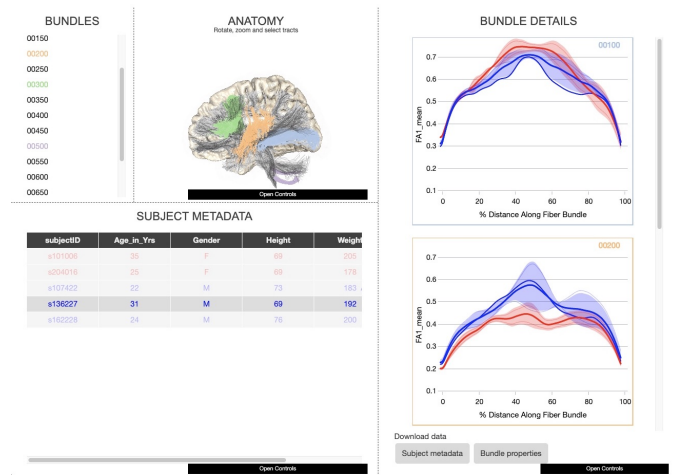 BUNDLES
00150
00200
00250
00300
00350
00400
00450
00500
00550
00600
00650
ANATOMY
Rotate, zoom and select tracts
Open Controls
SUBJECT METADATA
subjectID Age_in_Yrs Gender Height Weight
s101006 35 F 69 205
s204016 25 F 69 178
s107422 22 M 73 183
s136227 31 M 69 192
s162228 24 M 76 200
Open Controls
BUNDLE DETAILS
00100
0.7
0.6
0.5
0.4
0.3
0.2
0.1
FA1_mean
0 20 40 60 80 100
% Distance Along Fiber Bundle
00200
0.7
0.6
0.5
0.4
0.3
0.2
0.1
FA1_mean
0 20 40 60 80 100
% Distance Along Fiber Bundle
Download data
Subject metadata Bundle properties
Open Controls